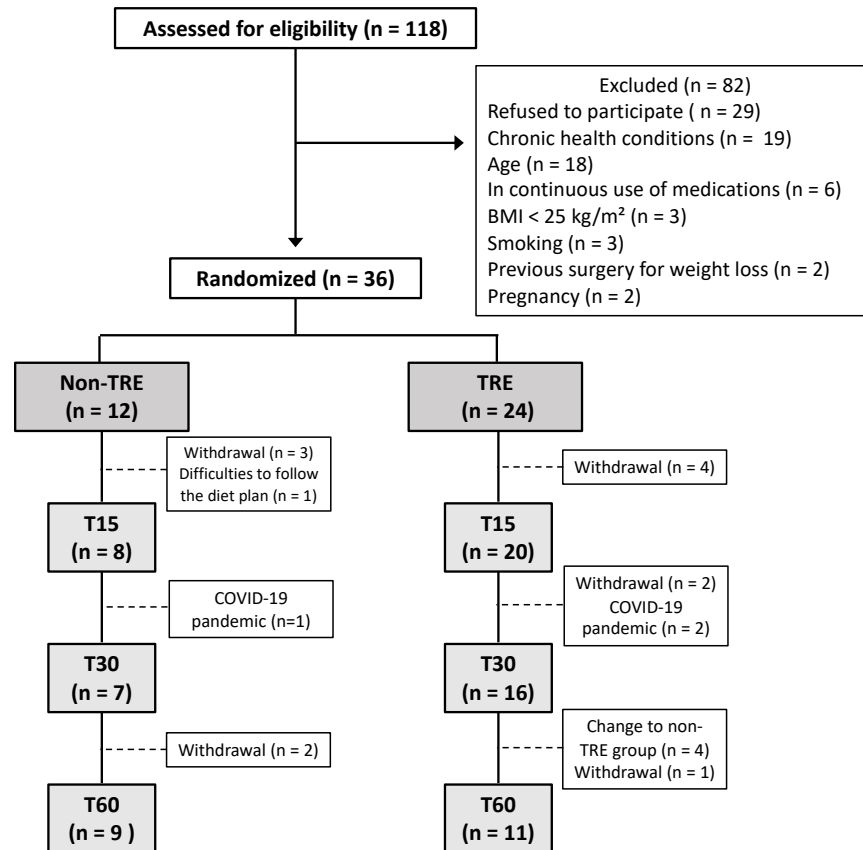 Assessed for eligibility (n = 118)
Excluded (n = 82)
Refused to participate ( n = 29)
Chronic health conditions (n =  19)
Age (n = 18)
In continuous use of medications (n = 6)
BMI < 25 kg/m² (n = 3)
Smoking (n = 3)
Previous surgery for weight loss (n = 2)
Pregnancy (n = 2)
Randomized (n = 36)
Non-TRE
(n = 12)
TRE
(n = 24)
Withdrawal (n = 3)
Difficulties to follow
the diet plan (n = 1)
Withdrawal (n = 4)
T15
(n = 8)
T15
(n = 20)
COVID-19
pandemic (n=1)
Withdrawal (n = 2)
COVID-19
pandemic (n = 2)
T30
(n = 7)
T30
(n = 16)
Withdrawal (n = 2)
Change to non-
TRE group (n = 4)
Withdrawal (n = 1)
T60
(n = 9 )
T60
(n = 11)